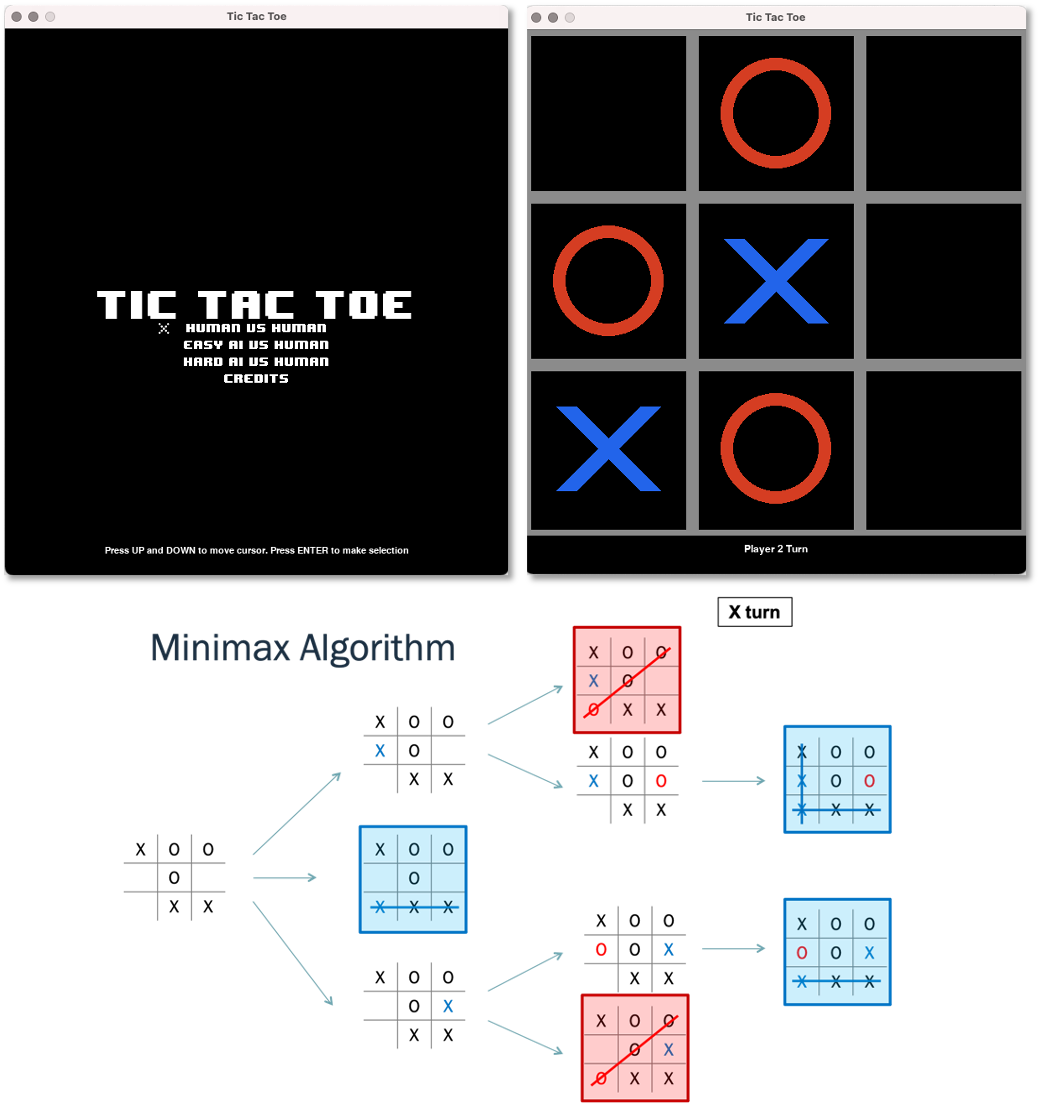 Tic Tac Toe
TIC TAC TOE
X HUMAN VS HUMAN
EASY AI VS HUMAN
HARD AI VS HUMAN
CREDITS
Press UP and DOWN to move cursor. Press ENTER to make selection
Tic Tac Toe
O
O X
X O
Player 2 Turn
X turn
Minimax Algorithm
X O O
O
X X
X O O
X O
X X
X O O
O
X X X
X O O
O X
X X
X O O
X O
O X X
X O O
X O O
X X
X O O
X O O
X X X
X O O
O O X
X X
X O O
O O X
X X X
X O O
O X
O X X